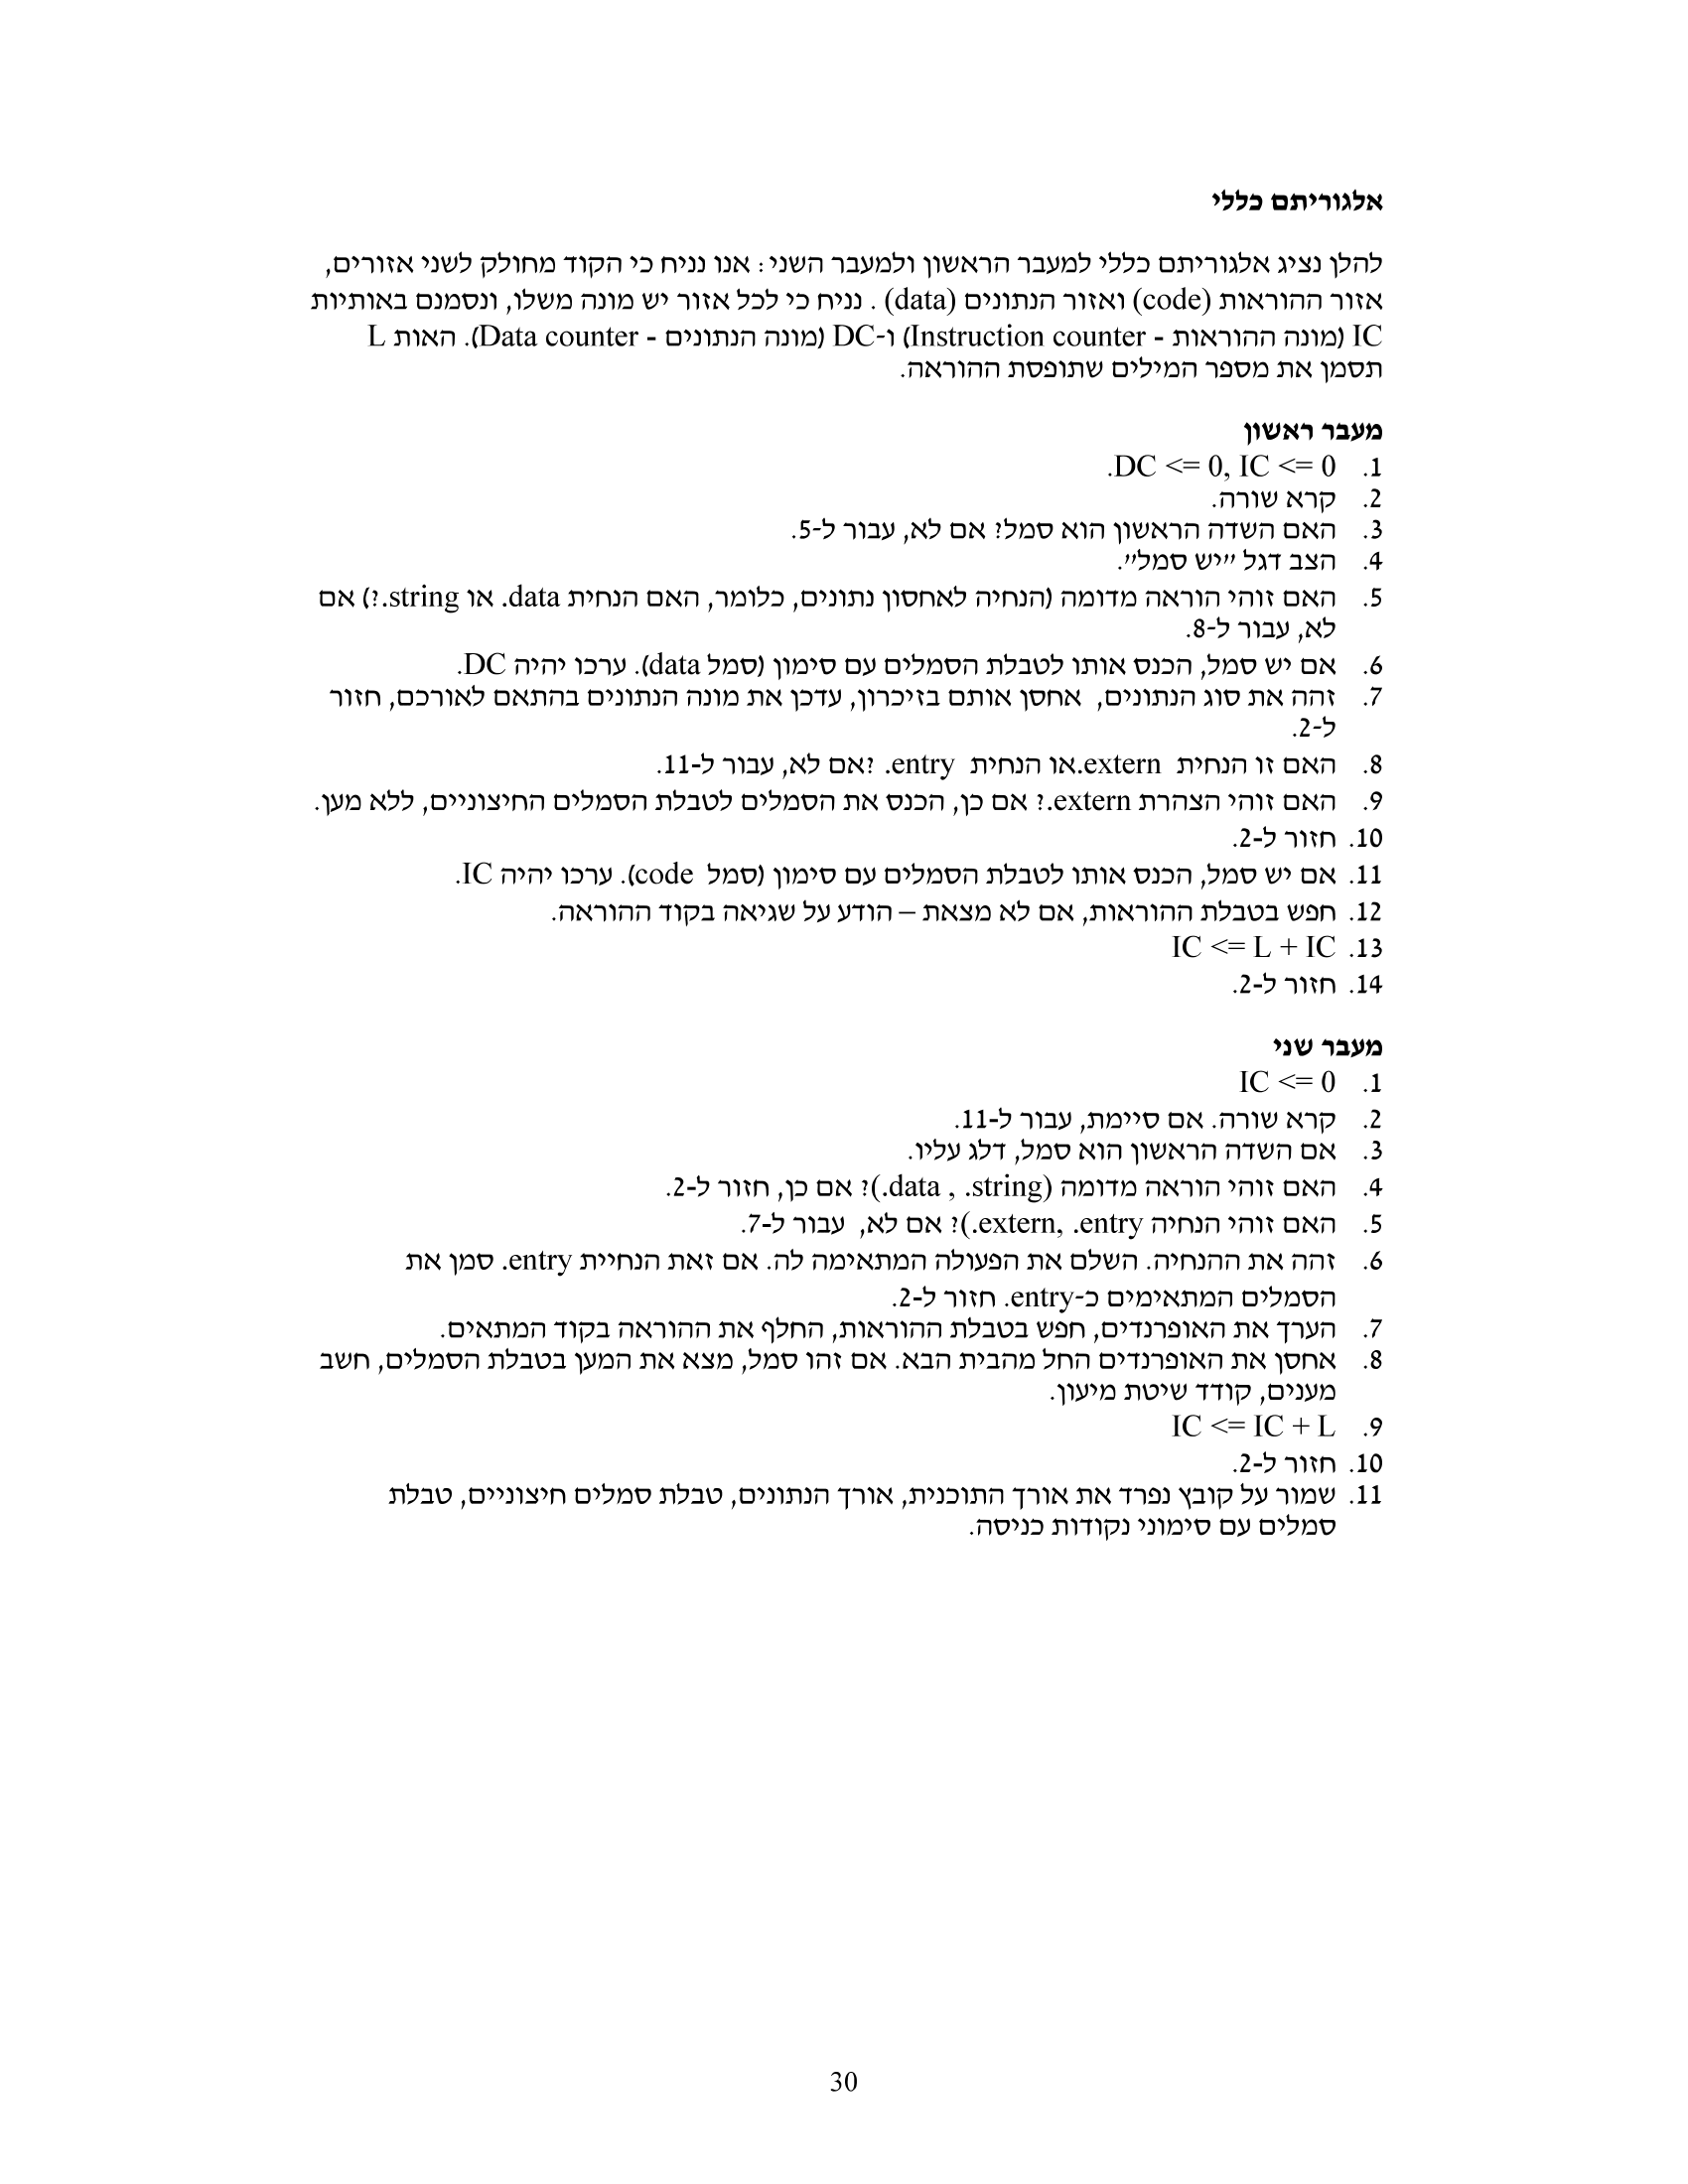 אלגוריתם כללי
להלן נציג אלגוריתם כללי למעבר הראשון ולמעבר השני: אנו נניח כי הקוד מחולק לשני אזורים,
אזור ההוראות (code) ואזור הנתונים (data) . נניח כי לכל אזור יש מונה משלו, ונסמנם באותיות
IC (מונה ההוראות - Instruction counter) ו-DC (מונה הנתונים - Data counter). האות L
תסמן את מספר המילים שתופסת ההוראה.
מעבר ראשון
1. DC <= 0, IC <= 0.
2. קרא שורה.
3. האם השדה הראשון הוא סמל? אם לא, עבור ל-5.
4. הצב דגל "יש סמל".
5. האם זוהי הוראה מדומה (הנחיה לאחסון נתונים, כלומר, האם הנחית data. או string.?) אם
לא, עבור ל-8.
6. אם יש סמל, הכנס אותו לטבלת הסמלים עם סימון (סמל data). ערכו יהיה DC.
7. זהה את סוג הנתונים, אחסן אותם בזיכרון, עדכן את מונה הנתונים בהתאם לאורכם, חזור
ל-2.
8. האם זו הנחית extern.או הנחית entry. ?אם לא, עבור ל-11.
9. האם זוהי הצהרת extern.? אם כן, הכנס את הסמלים לטבלת הסמלים החיצוניים, ללא מען.
10. חזור ל-2.
11. אם יש סמל, הכנס אותו לטבלת הסמלים עם סימון (סמל code). ערכו יהיה IC.
12. חפש בטבלת ההוראות, אם לא מצאת – הודע על שגיאה בקוד ההוראה.
13. IC <= L + IC
14. חזור ל-2.
מעבר שני
1. IC <= 0
2. קרא שורה. אם סיימת, עבור ל-11.
3. אם השדה הראשון הוא סמל, דלג עליו.
4. האם זוהי הוראה מדומה (.data , .string)? אם כן, חזור ל-2.
5. האם זוהי הנחיה extern, .entry.)? אם לא, עבור ל-7.
6. זהה את ההנחיה. השלם את הפעולה המתאימה לה. אם זאת הנחיית entry. סמן את
הסמלים המתאימים כ-entry. חזור ל-2.
7. הערך את האופרנדים, חפש בטבלת ההוראות, החלף את ההוראה בקוד המתאים.
8. אחסן את האופרנדים החל מהבית הבא. אם זהו סמל, מצא את המען בטבלת הסמלים, חשב
מענים, קודד שיטת מיעון.
9. IC <= IC + L
10. חזור ל-2.
11. שמור על קובץ נפרד את אורך התוכנית, אורך הנתונים, טבלת סמלים חיצוניים, טבלת
סמלים עם סימוני נקודות כניסה.
30